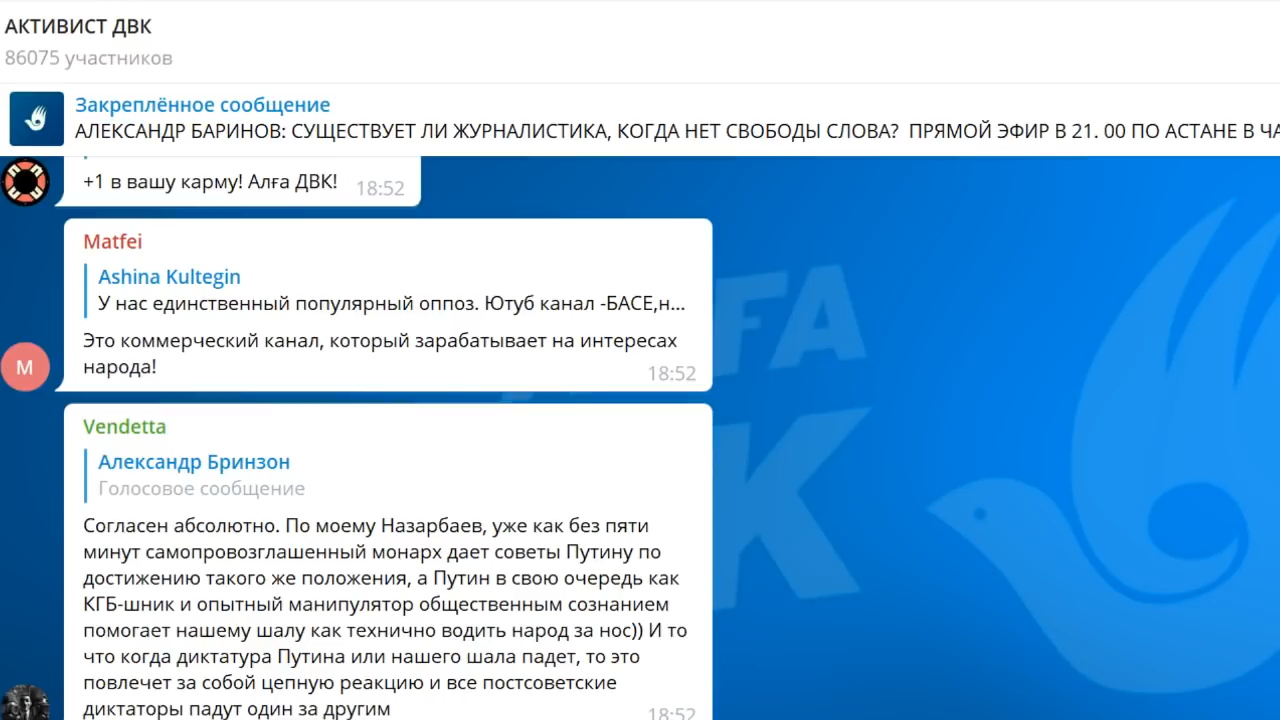 АКТИВИСТ ДВК
86075 участников
Закреплённое сообщение
АЛЕКСАНДР БАРИНОВ: СУЩЕСТВУЕТ ЛИ ЖУРНАЛИСТИКА, КОГДА НЕТ СВОБОДЫ СЛОВА? ПРЯМОЙ ЭФИР В 21. 00 ПО АСТАНЕ В
+1 в вашу карму! Алға ДВК! 18:52
Matfei
Ashina Kultegin
У нас единственный популярный оппоз. Ютуб канал -БАСЕ,н...
Это коммерческий канал, который зарабатывает на интересах
народа!
18:52
M
Vendetta
Александр Бринзон
Голосовое сообщение
Согласен абсолютно. По моему Назарбаев, уже как без пяти
минут самопровозглашенный монарх дает советы Путину по
достижению такого же положения, а Путин в свою очередь как
КГБ-шник и опытный манипулятор общественным сознанием
помогает нашему шалу как технично водить народ за нос)) И то
что когда диктатура Путина или нашего шала падет, то это
повлечет за собой цепную реакцию и все постсоветские
диктаторы падут один за другим
18:52